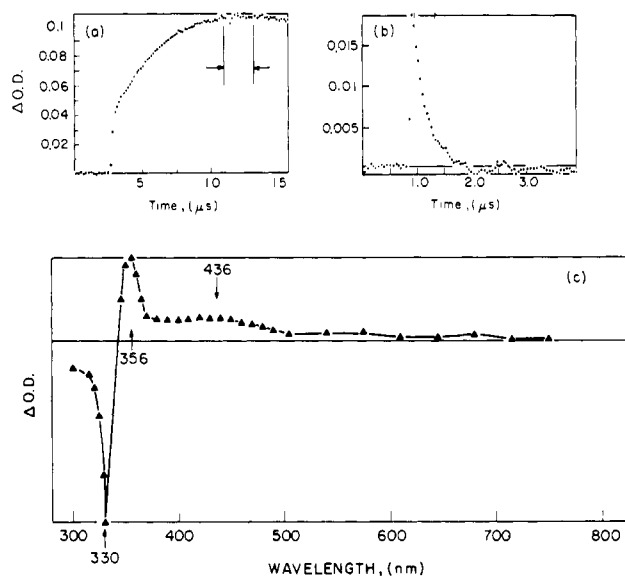 (a)
0.1
0.08
0.06
0.04
0.02
Δ O.D.
5 10 15
Time, (μs)
(b)
0.015
0.01
0.005
1.0 2.0 3.0
Time, (μs)
(c)
436
356
330
Δ O.D.
300 400 500 600 700 800
WAVELENGTH, (nm)